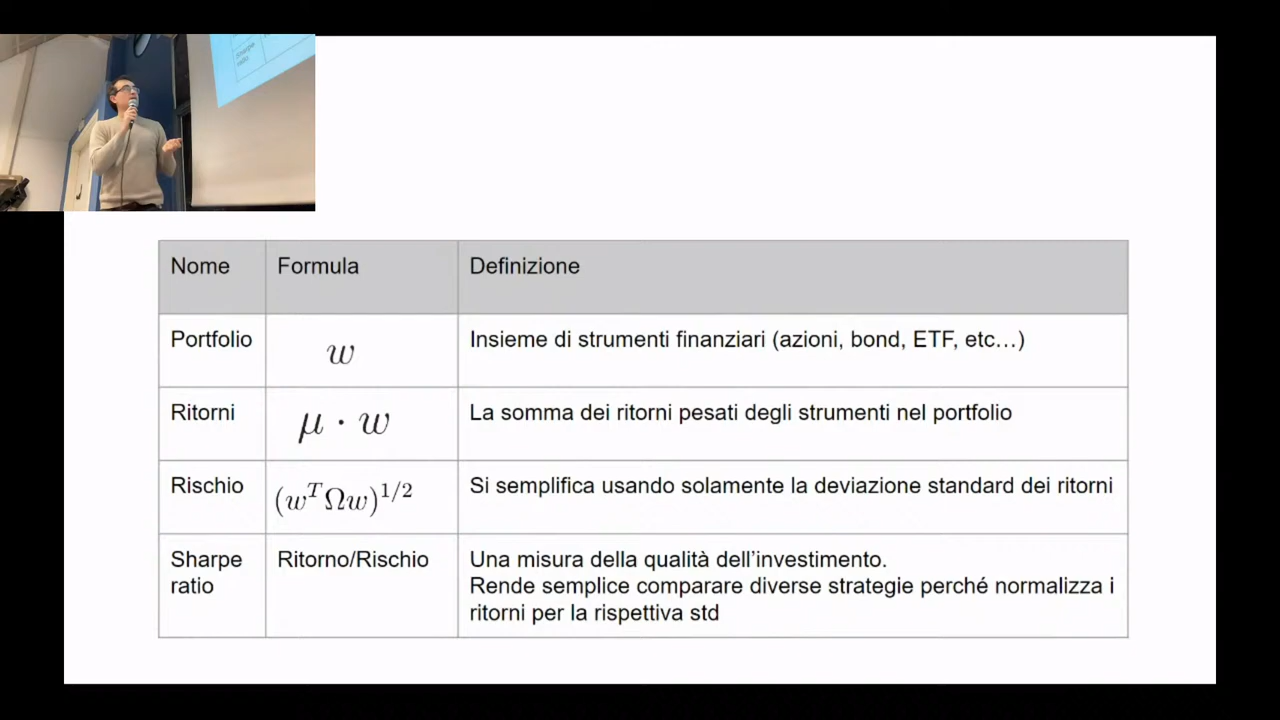 Sharpe
ratio
Nome Formula Definizione
Portfolio w Insieme di strumenti finanziari (azioni, bond, ETF, etc…)
Ritorni μ · w La somma dei ritorni pesati degli strumenti nel portfolio
Rischio (w^T Ωw)^1/2 Si semplifica usando solamente la deviazione standard dei ritorni
Sharpe Ritorno/Rischio Una misura della qualità dell’investimento.
ratio Rende semplice comparare diverse strategie perché normalizza i
ritorni per la rispettiva std